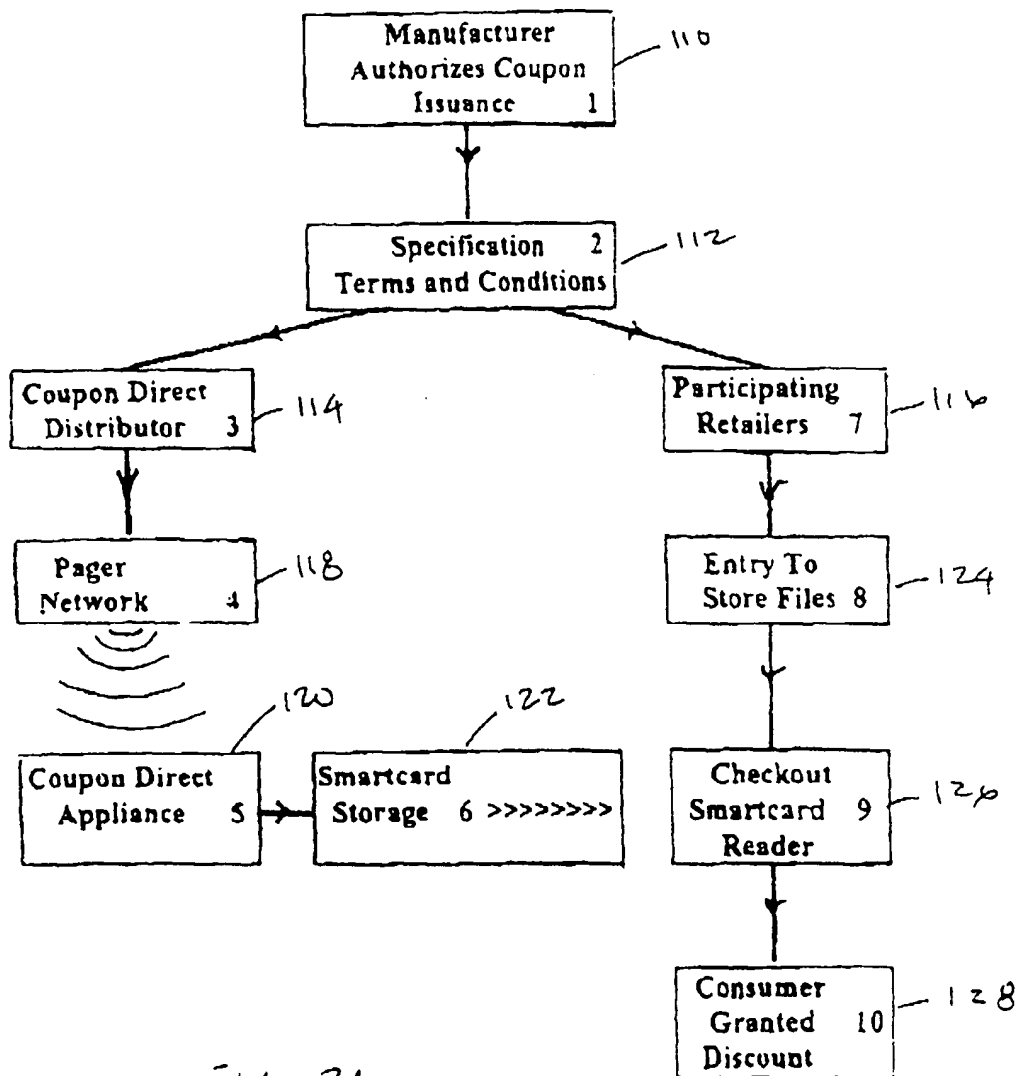 Manufacturer
Authorizes Coupon
Issuance 1
110
Specification 2
Terms and Conditions
112
Coupon Direct
Distributor 3
114
Participating
Retailers 7
116
Pager
Network 4
118
Entry To
Store Files 8
124
120
122
Coupon Direct
Appliance 5
Smartcard
Storage 6 >>>>>>>>
Checkout
Smartcard 9
Reader
126
Consumer
Granted 10
Discount
128